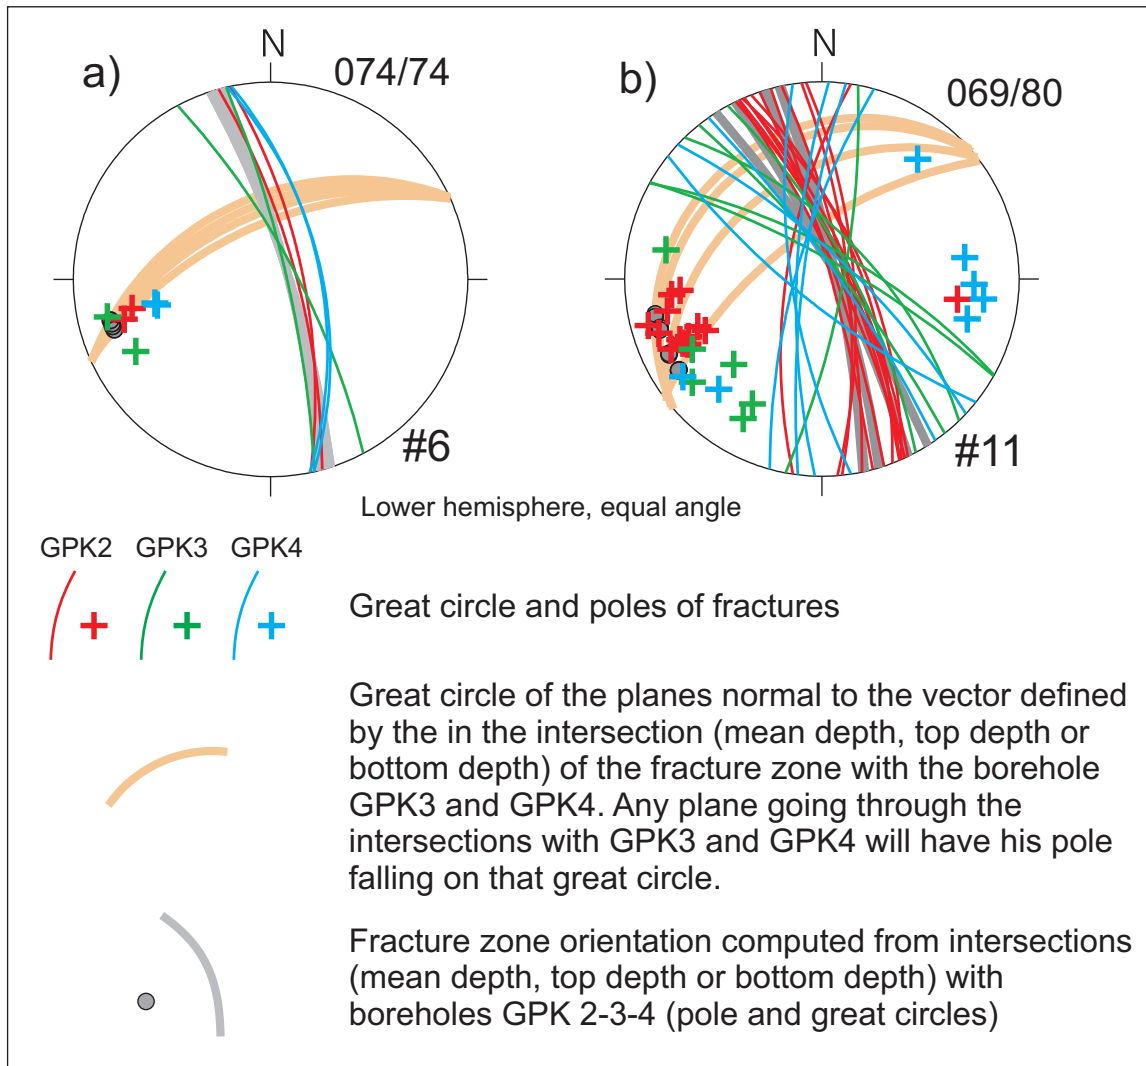 a)
N
074/74
#6
b)
N
069/80
#11
Lower hemisphere, equal angle
GPK2 GPK3 GPK4
Great circle and poles of fractures
Great circle of the planes normal to the vector defined
by the in the intersection (mean depth, top depth or
bottom depth) of the fracture zone with the borehole
GPK3 and GPK4. Any plane going through the
intersections with GPK3 and GPK4 will have his pole
falling on that great circle.
Fracture zone orientation computed from intersections
(mean depth, top depth or bottom depth) with
boreholes GPK 2-3-4 (pole and great circles)